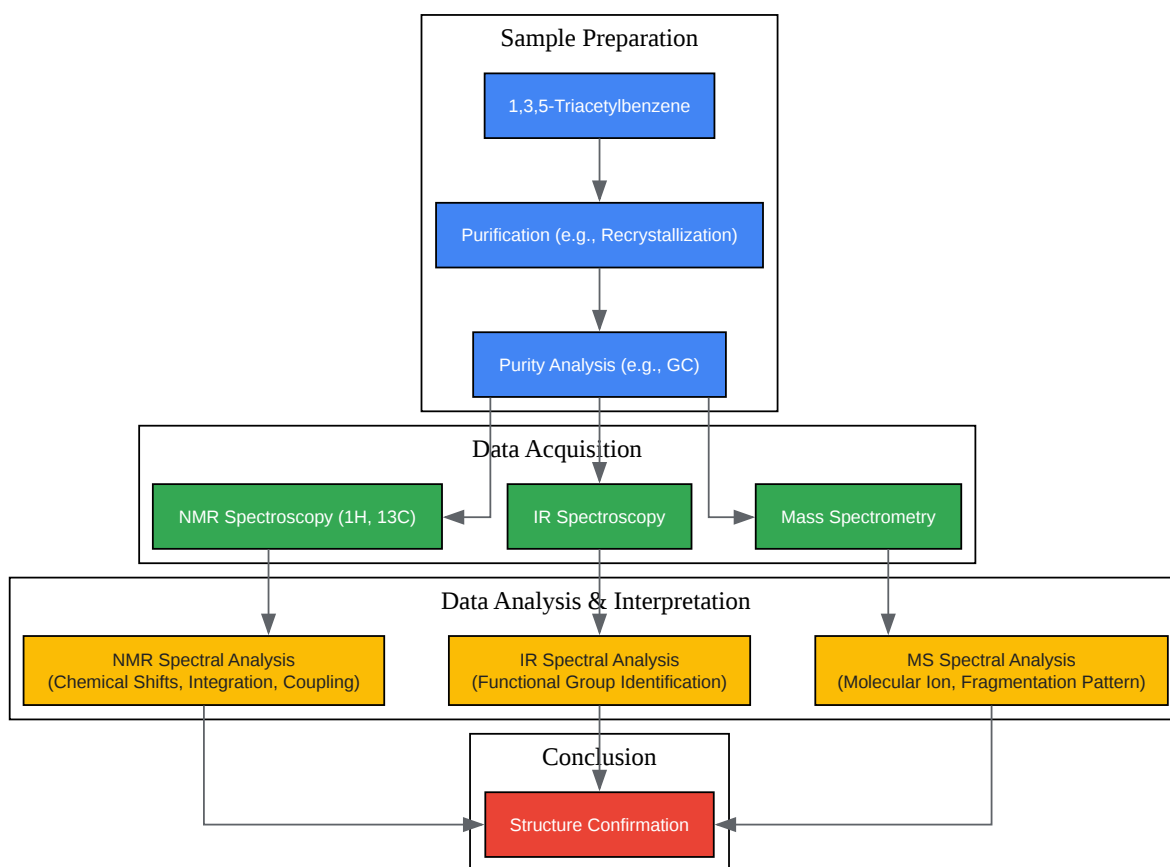 Sample Preparation
1,3,5-Triacetylbenzene
Purification (e.g., Recrystallization)
Purity Analysis (e.g., GC)
Data Acquisition
NMR Spectroscopy (1H, 13C)
IR Spectroscopy
Mass Spectrometry
Data Analysis & Interpretation
NMR Spectral Analysis
(Chemical Shifts, Integration, Coupling)
IR Spectral Analysis
(Functional Group Identification)
MS Spectral Analysis
(Molecular Ion, Fragmentation Pattern)
Conclusion
Structure Confirmation